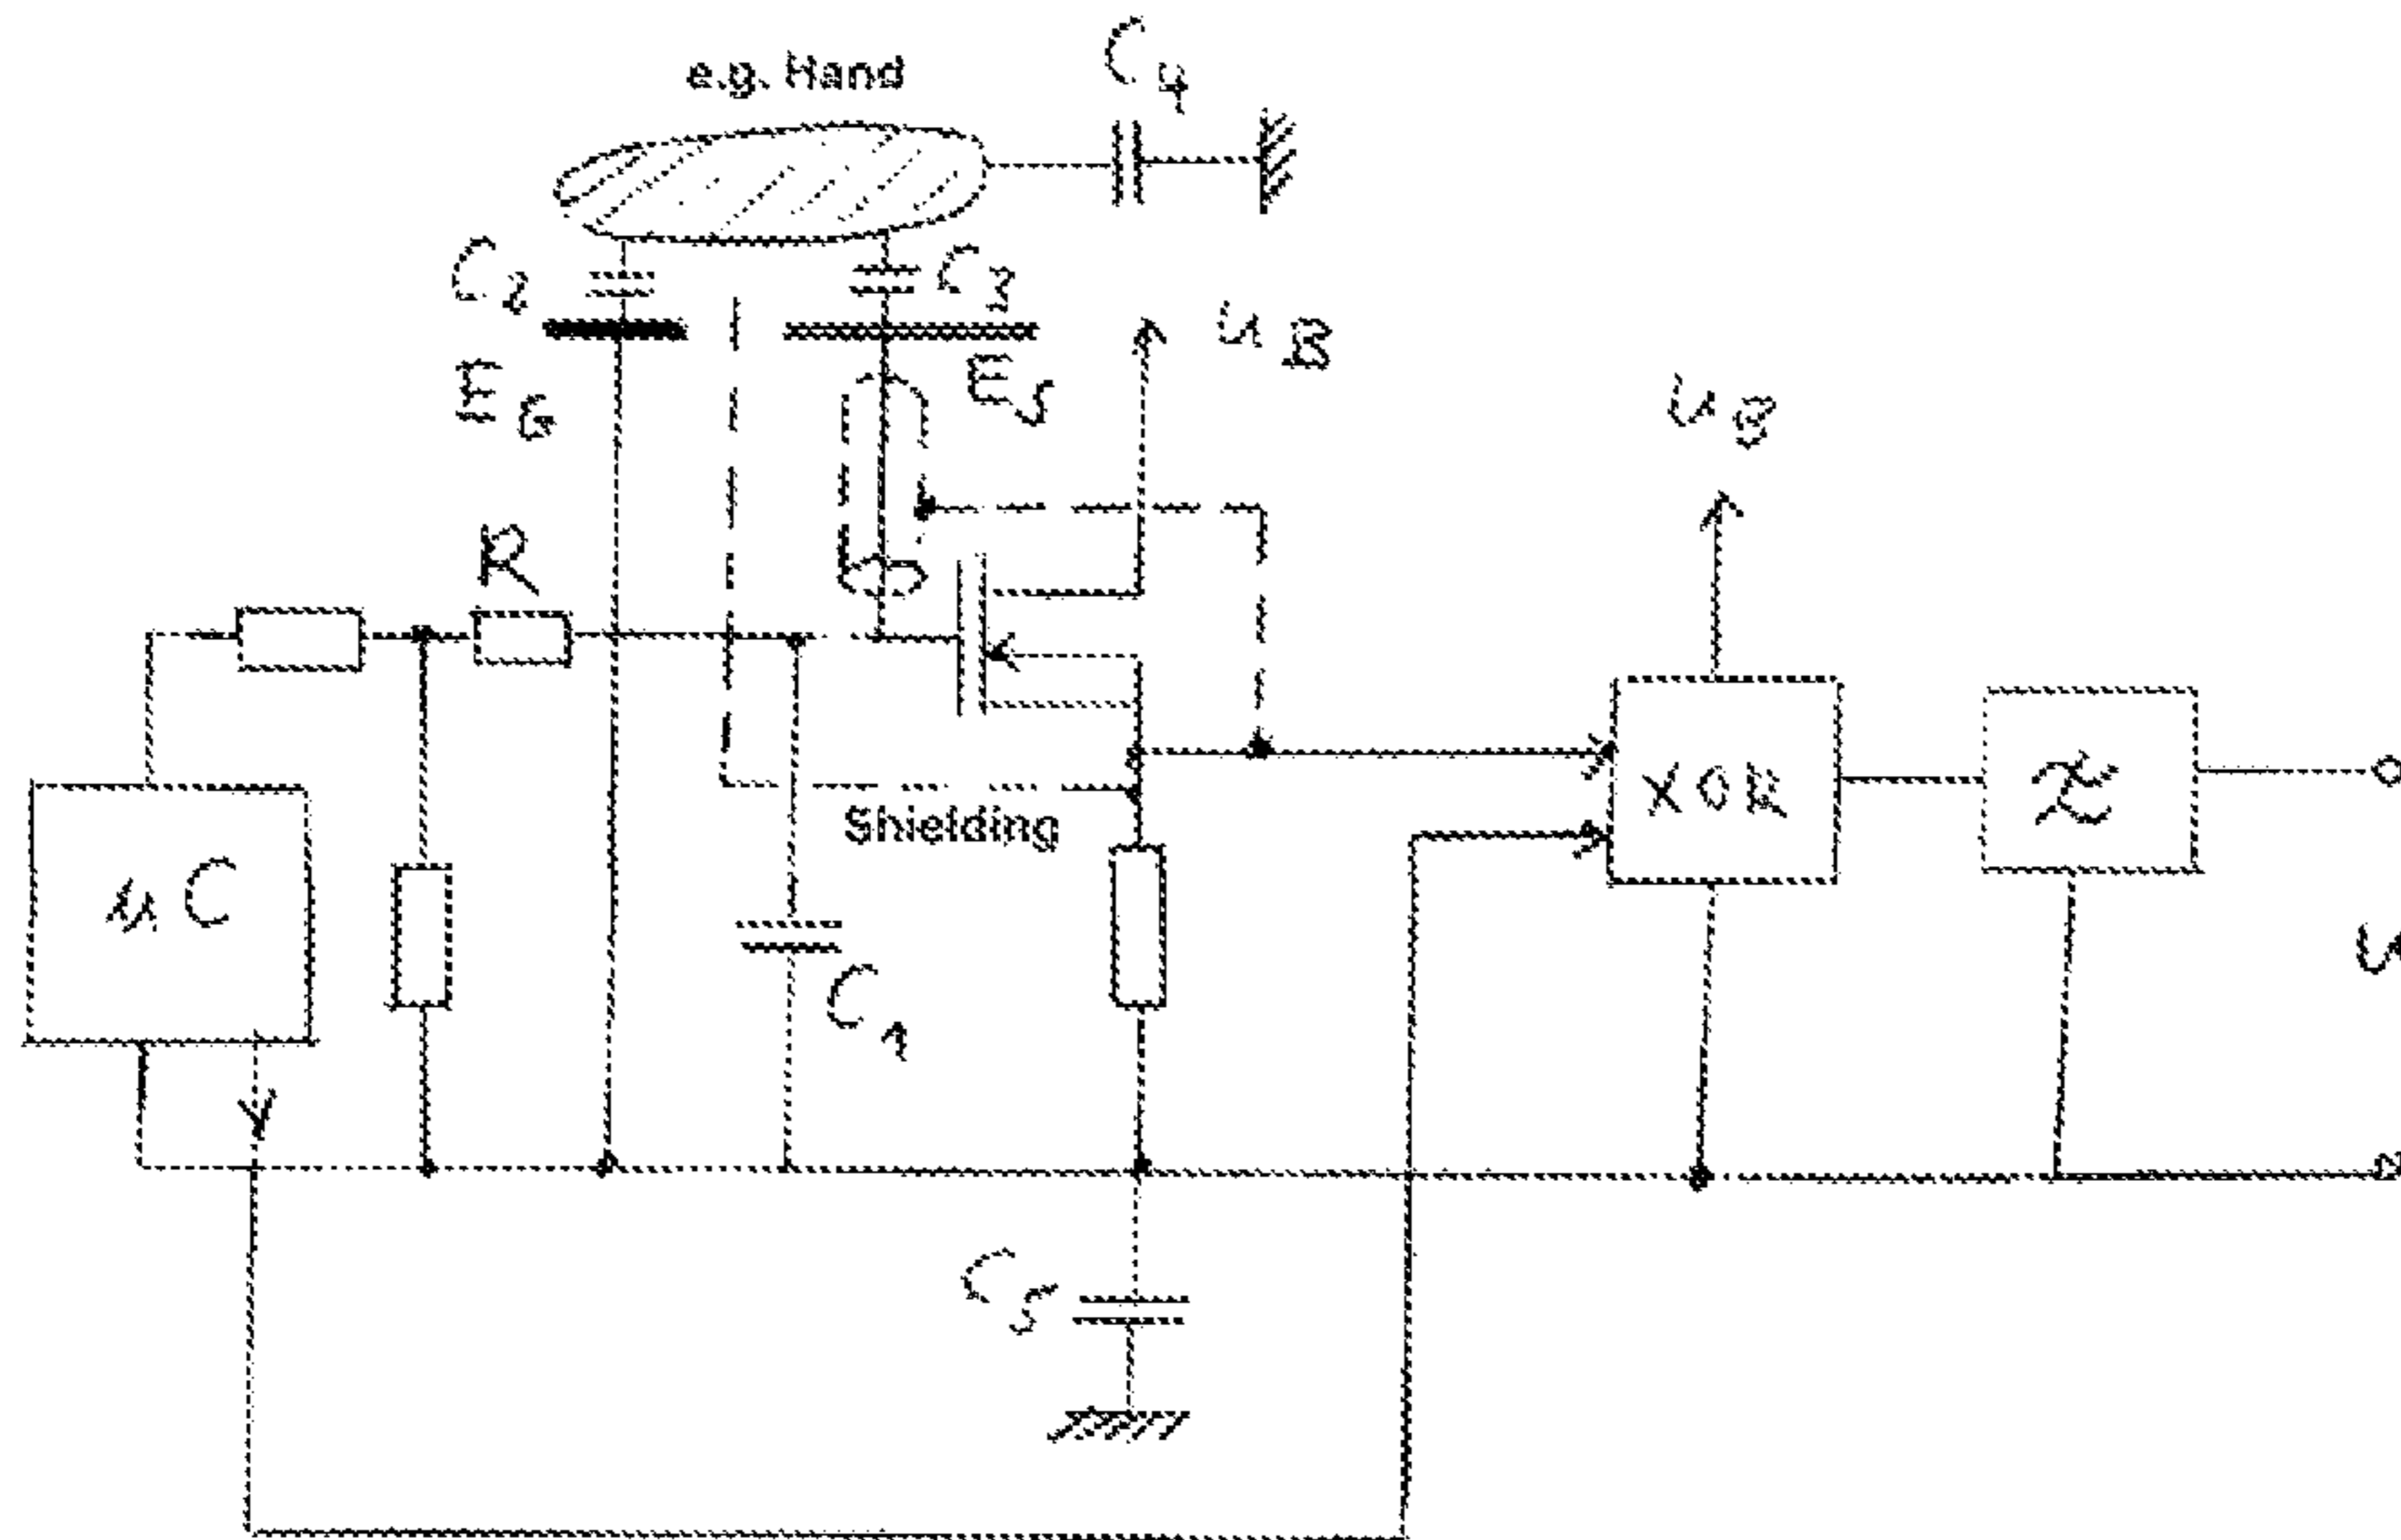 e.g. Hand
C4
C2
C3
uB
EG
ES
uB
R
XOR
Shielding
µC
C1
U
C5